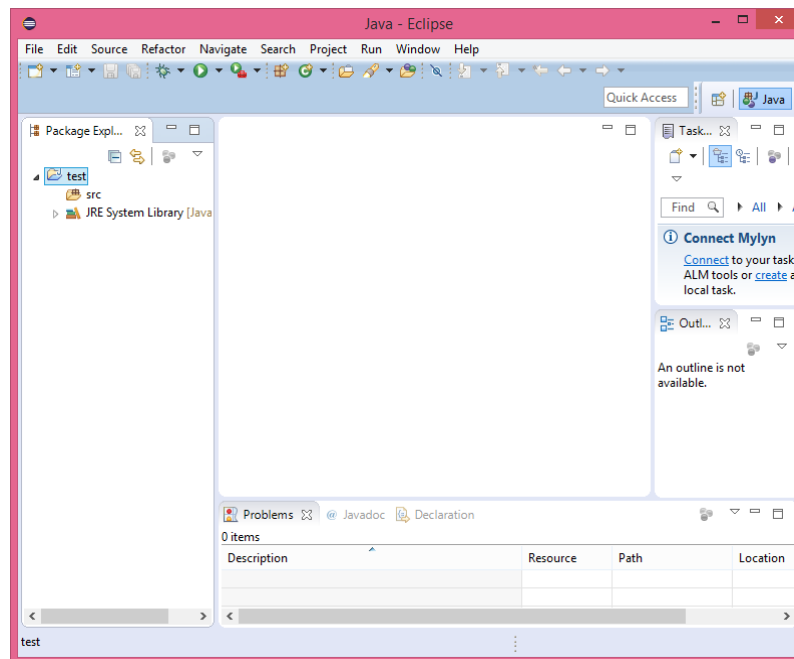 Java - Eclipse
File Edit Source Refactor Navigate Search Project Run Window Help
Quick Access
Java
Package Expl...
test
src
JRE System Library [Java
Task...
Find
All
Connect Mylyn
Connect to your task
ALM tools or create a
local task.
Outl...
An outline is not
available.
Problems @ Javadoc Declaration
0 items
Description Resource Path Location
test